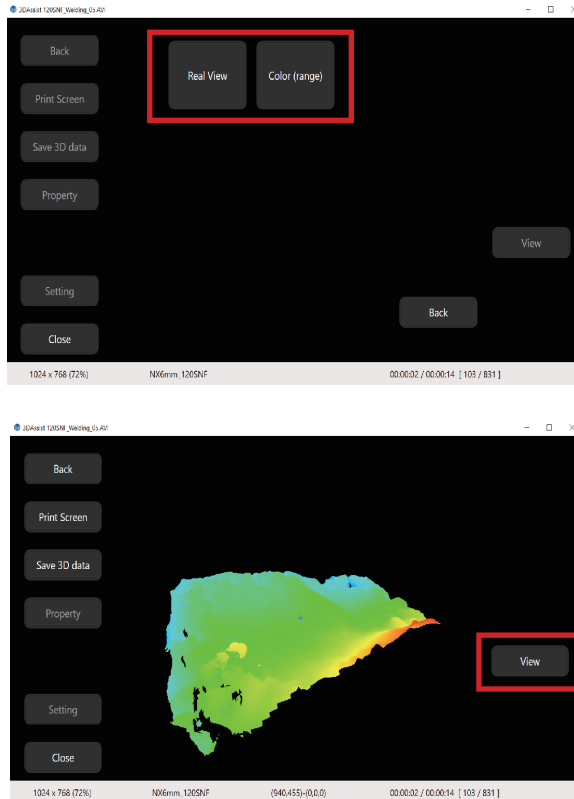 3DAssist 120SNF_Welding_05.AVI
Back
Real View
Color (range)
Print Screen
Save 3D data
Property
View
Setting
Back
Close
1024 x 768 (72%)
NX6mm_120SNF
00:00:02 / 00:00:14 [ 103 / 831 ]
3DAssist 120SNF_Welding_05.AVI
Back
Print Screen
Save 3D data
Property
View
Setting
Close
1024 x 768 (72%)
NX6mm_120SNF
(940,455)-(0,0,0)
00:00:02 / 00:00:14 [ 103 / 831 ]